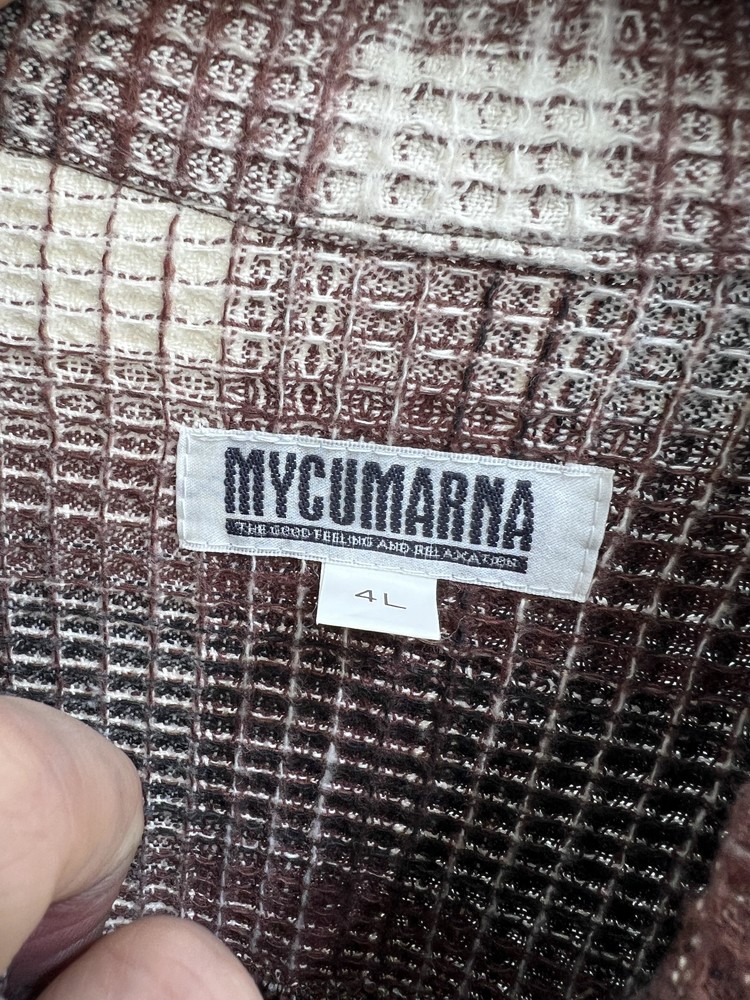 MYCUMARNA
THE GOOD FEELING AND RELAXATION
4L